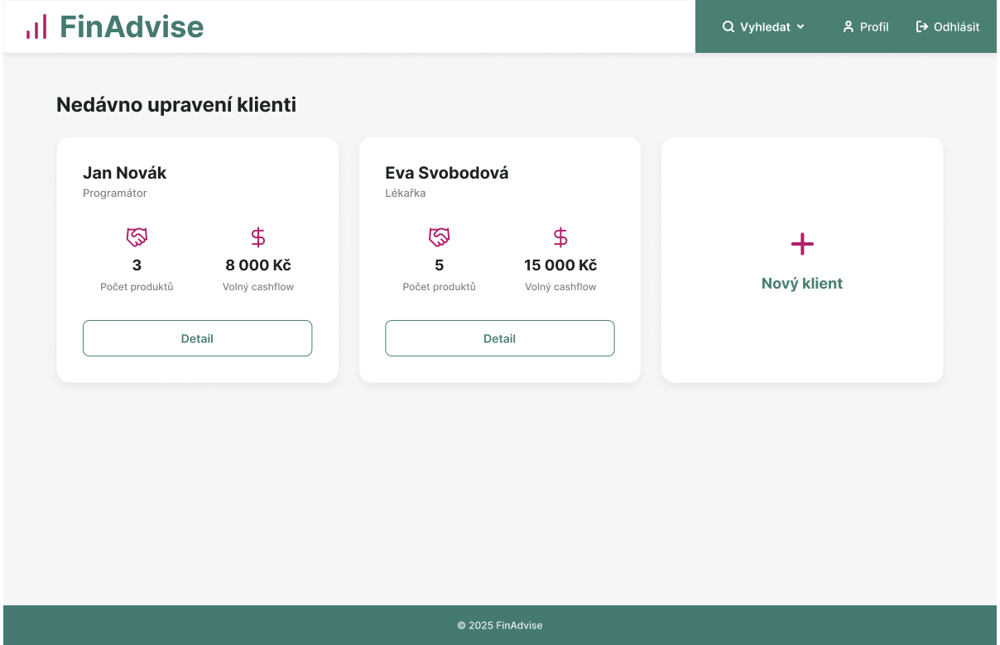 FinAdvise
Vyhledat
Profil
Odhlásit
Nedávno upravení klienti
Jan Novák
Programátor
3
Počet produktů
8 000 Kč
Volný cashflow
Detail
Eva Svobodová
Lékařka
5
Počet produktů
15 000 Kč
Volný cashflow
Detail
Nový klient
© 2025 FinAdvise